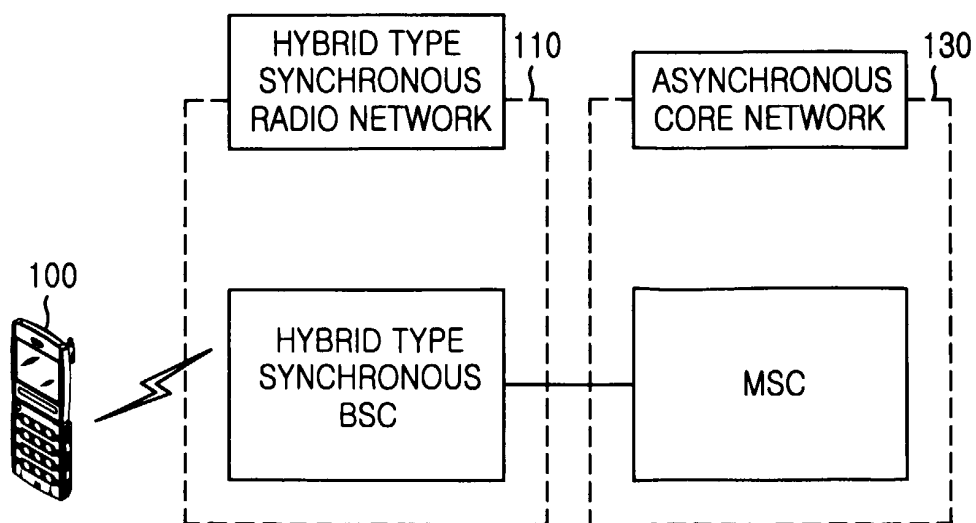 HYBRID TYPE
SYNCHRONOUS
RADIO NETWORK
110
ASYNCHRONOUS
CORE NETWORK
130
100
HYBRID TYPE
SYNCHRONOUS
BSC
MSC